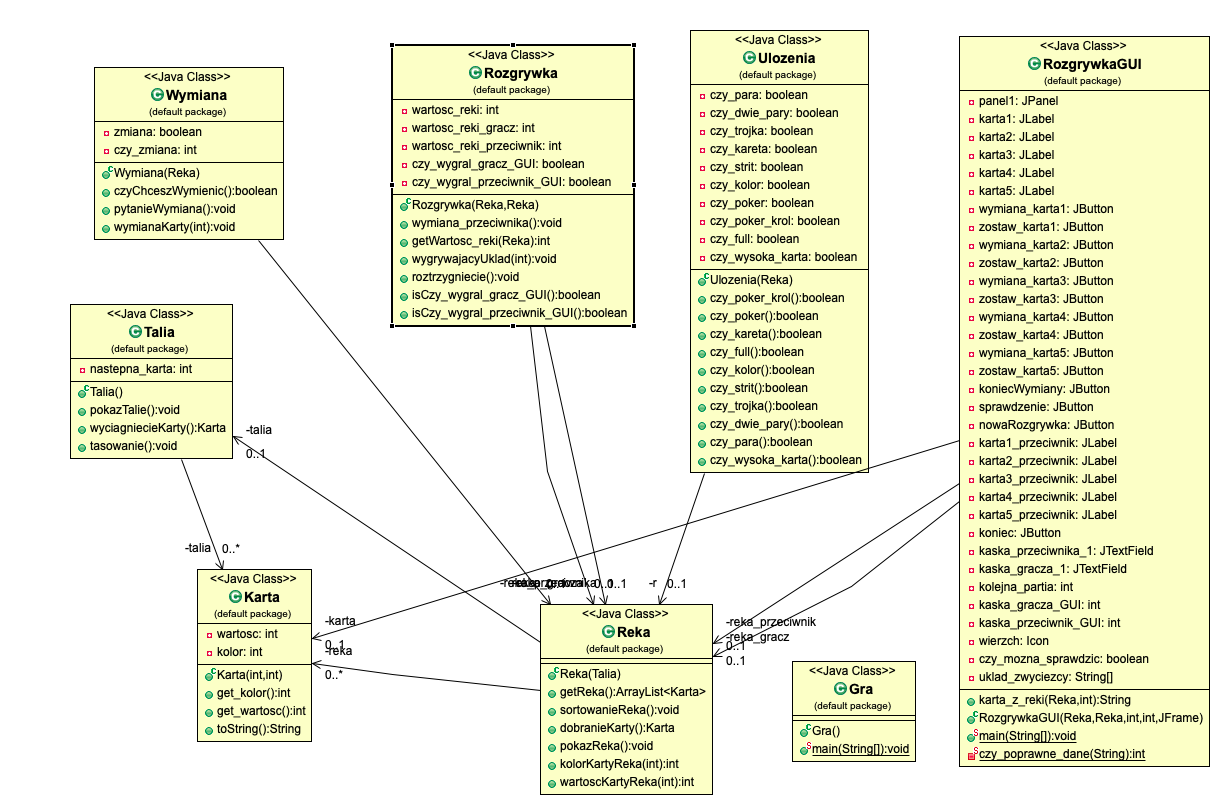 <<Java Class>>
Wymiana
(default package)
zmiana: boolean
czy_zmiana: int
Wymiana(Reka)
czyChceszWymienic():boolean
pytanieWymiana():void
wymianaKarty(int):void
<<Java Class>>
Rozgrywka
(default package)
wartosc_reki: int
wartosc_reki_gracz: int
wartosc_reki_przeciwnik: int
czy_wygral_gracz_GUI: boolean
czy_wygral_przeciwnik_GUI: boolean
Rozgrywka(Reka,Reka)
wymiana_przeciwnika():void
getWartosc_reki(Reka):int
wygrywajacyUklad(int):void
roztrzygniecie():void
isCzy_wygral_gracz_GUI():boolean
isCzy_wygral_przeciwnik_GUI():boolean
<<Java Class>>
Ulozenia
(default package)
czy_para: boolean
czy_dwie_pary: boolean
czy_trojka: boolean
czy_kareta: boolean
czy_strit: boolean
czy_kolor: boolean
czy_poker: boolean
czy_poker_krol: boolean
czy_full: boolean
czy_wysoka_karta: boolean
Ulozenia(Reka)
czy_poker_krol():boolean
czy_poker():boolean
czy_kareta():boolean
czy_full():boolean
czy_kolor():boolean
czy_strit():boolean
czy_trojka():boolean
czy_dwie_pary():boolean
czy_para():boolean
czy_wysoka_karta():boolean
<<Java Class>>
RozgrywkaGUI
(default package)
panel1: JPanel
karta1: JLabel
karta2: JLabel
karta3: JLabel
karta4: JLabel
karta5: JLabel
wymiana_karta1: JButton
zostaw_karta1: JButton
wymiana_karta2: JButton
zostaw_karta2: JButton
wymiana_karta3: JButton
zostaw_karta3: JButton
wymiana_karta4: JButton
zostaw_karta4: JButton
wymiana_karta5: JButton
zostaw_karta5: JButton
koniecWymiany: JButton
sprawdzenie: JButton
nowaRozgrywka: JButton
karta1_przeciwnik: JLabel
karta2_przeciwnik: JLabel
karta3_przeciwnik: JLabel
karta4_przeciwnik: JLabel
karta5_przeciwnik: JLabel
koniec: JButton
kaska_przeciwnika_1: JTextField
kaska_gracza_1: JTextField
kolejna_partia: int
kaska_gracza_GUI: int
kaska_przeciwnik_GUI: int
wierzch: Icon
czy_mozna_sprawdzic: boolean
uklad_zwyciezcy: String[]
karta_z_reki(Reka,int):String
RozgrywkaGUI(Reka,Reka,int,int,JFrame)
main(String[]):void
czy_poprawne_dane(String):int
<<Java Class>>
Talia
(default package)
nastepna_karta: int
Talia()
pokazTalie():void
wyciagniecieKarty():Karta
tasowanie():void
-talia
0..1
-talia 0..*
<<Java Class>>
Karta
(default package)
wartosc: int
kolor: int
Karta(int,int)
get_kolor():int
get_wartosc():int
toString():String
-karta
0..1
-reka
0..*
0..1
-r 0..1
<<Java Class>>
Reka
(default package)
Reka(Talia)
getReka():ArrayList<Karta>
sortowanieReka():void
dobranieKarty():Karta
pokazReka():void
kolorKartyReka(int):int
wartoscKartyReka(int):int
-reka_przeciwnik
-reka_gracz
0..1
0..1
<<Java Class>>
Gra
(default package)
Gra()
main(String[]):void